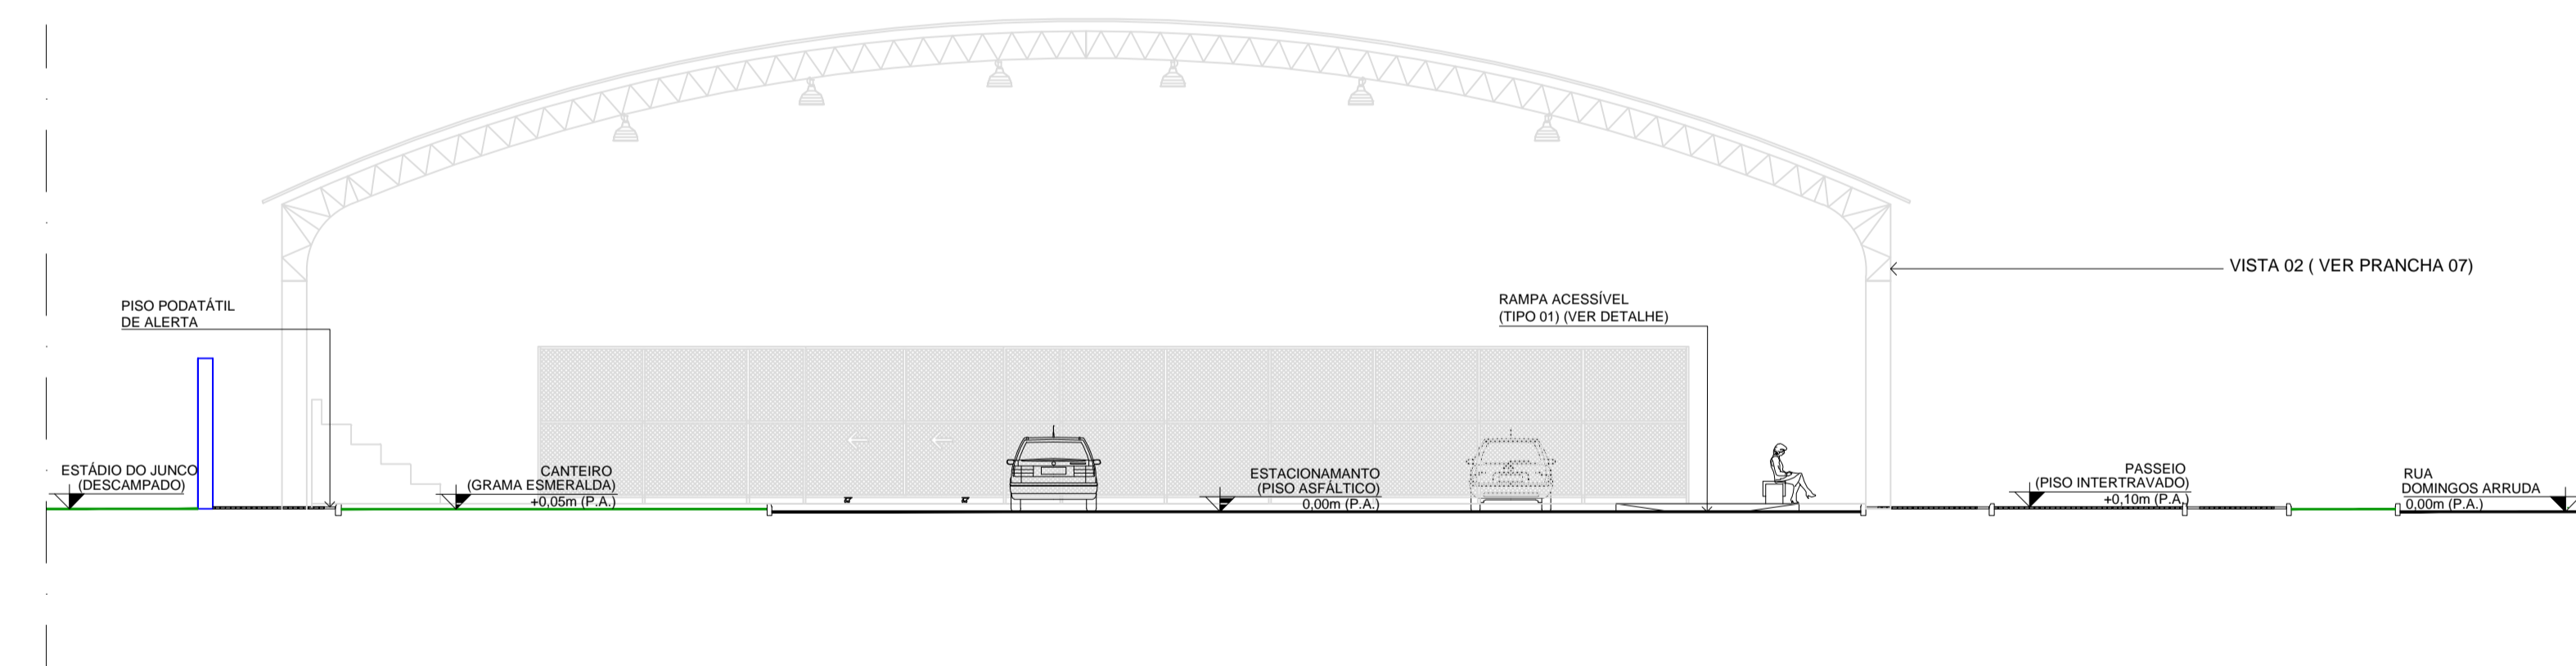 VISTA 02 ( VER PRANCHA 07)
PISO PODATÁTIL
DE ALERTA
RAMPA ACESSÍVEL
(TIPO 01) (VER DETALHE)
ESTÁDIO DO JUNCO
(DESCAMPADO)
CANTEIRO
(GRAMA ESMERALDA)
+0,05m (P.A.)
ESTACIONAMANTO
(PISO ASFÁLTICO)
0,00m (P.A.)
PASSEIO
(PISO INTERTRAVADO)
+0,10m (P.A.)
RUA
DOMINGOS ARRUDA
0,00m (P.A.)